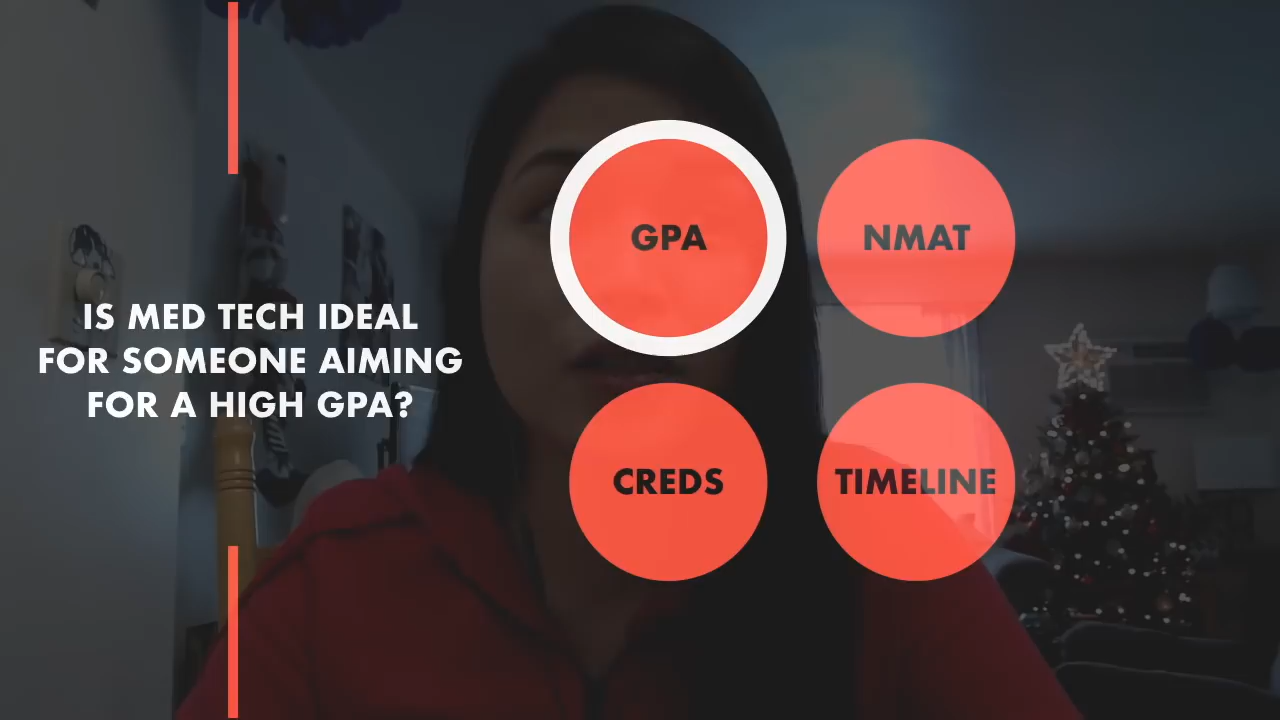 IS MED TECH IDEAL
FOR SOMEONE AIMING
FOR A HIGH GPA?
GPA
NMAT
CREDS
TIMELINE